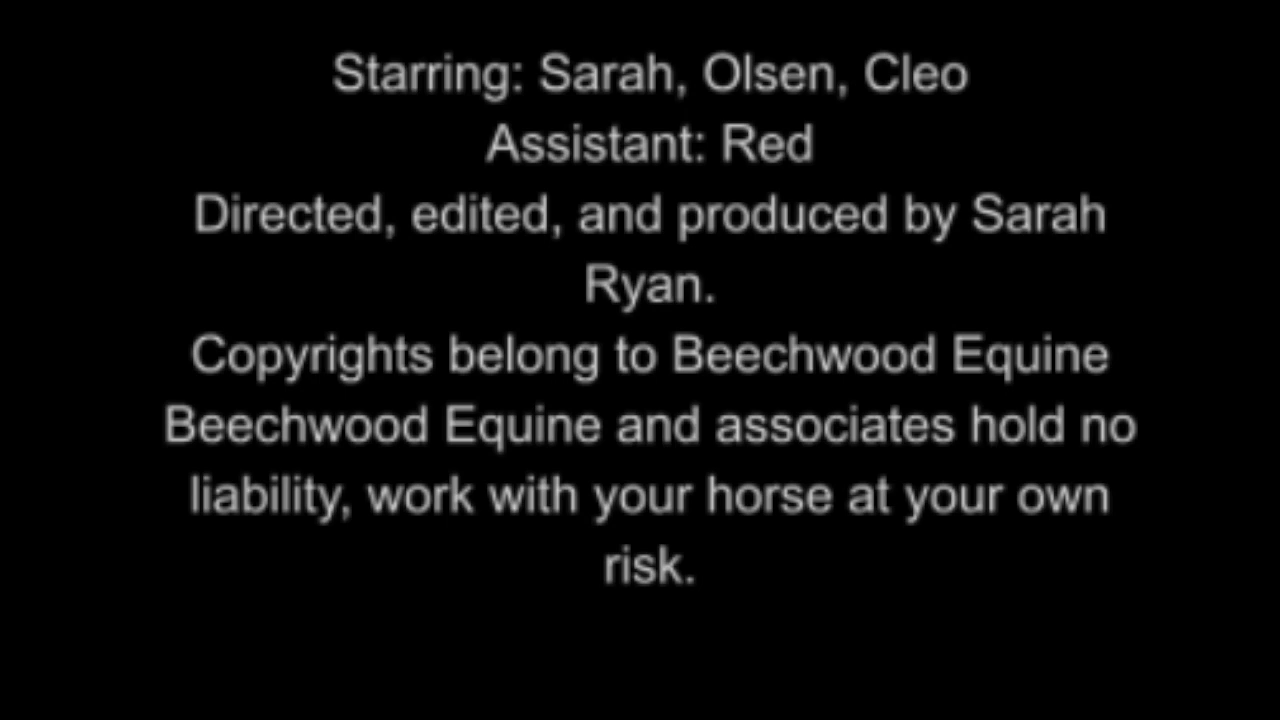 Starring: Sarah, Olsen, Cleo
Assistant: Red
Directed, edited, and produced by Sarah
Ryan.
Copyrights belong to Beechwood Equine
Beechwood Equine and associates hold no
liability, work with your horse at your own
risk.